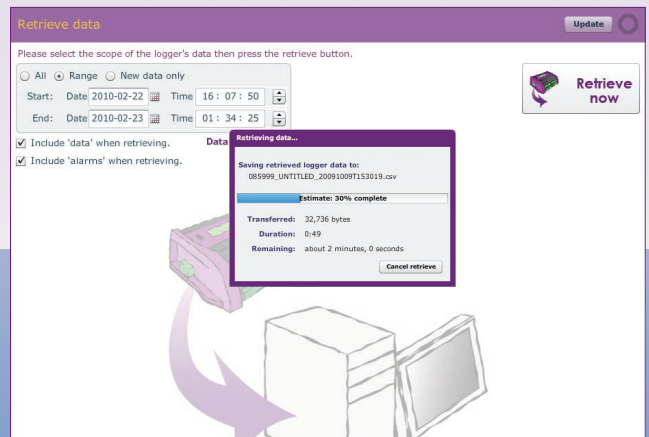 Retrieve data
Update
Please select the scope of the logger's data then press the retrieve button.
All Range New data only
Start: Date 2010-02-22 Time 16 : 07 : 50
End: Date 2010-02-23 Time 01 : 34 : 25
Include 'data' when retrieving.
Data
Include 'alarms' when retrieving.
Retrieve
now
Retrieving data...
Saving retrieved logger data to:
085999_UNTITLED_20091009T153019.csv
Estimate: 30% complete
Transferred: 32,736 bytes
Duration: 0:49
Remaining: about 2 minutes, 0 seconds
Cancel retrieve